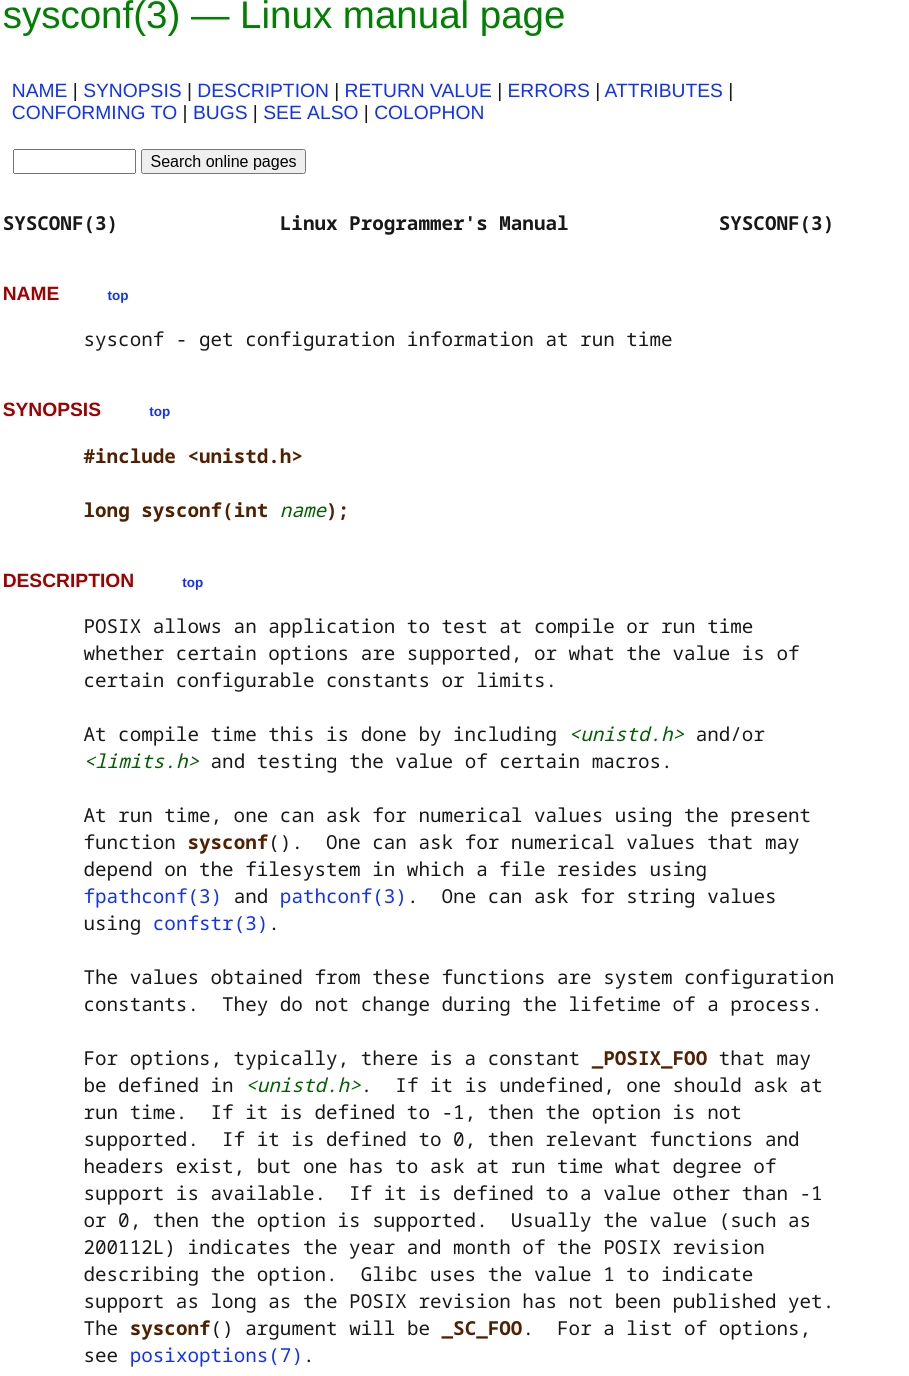 sysconf(3) — Linux manual page
NAME | SYNOPSIS | DESCRIPTION | RETURN VALUE | ERRORS | ATTRIBUTES |
CONFORMING TO | BUGS | SEE ALSO | COLOPHON
Search online pages
SYSCONF(3) Linux Programmer's Manual SYSCONF(3)
NAME top
sysconf - get configuration information at run time
SYNOPSIS top
#include <unistd.h>
long sysconf(int name);
DESCRIPTION top
POSIX allows an application to test at compile or run time
whether certain options are supported, or what the value is of
certain configurable constants or limits.
At compile time this is done by including <unistd.h> and/or
<limits.h> and testing the value of certain macros.
At run time, one can ask for numerical values using the present
function sysconf().  One can ask for numerical values that may
depend on the filesystem in which a file resides using
fpathconf(3) and pathconf(3).  One can ask for string values
using confstr(3).
The values obtained from these functions are system configuration
constants.  They do not change during the lifetime of a process.
For options, typically, there is a constant _POSIX_FOO that may
be defined in <unistd.h>.  If it is undefined, one should ask at
run time.  If it is defined to -1, then the option is not
supported.  If it is defined to 0, then relevant functions and
headers exist, but one has to ask at run time what degree of
support is available.  If it is defined to a value other than -1
or 0, then the option is supported.  Usually the value (such as
200112L) indicates the year and month of the POSIX revision
describing the option.  Glibc uses the value 1 to indicate
support as long as the POSIX revision has not been published yet.
The sysconf() argument will be _SC_FOO.  For a list of options,
see posixoptions(7).